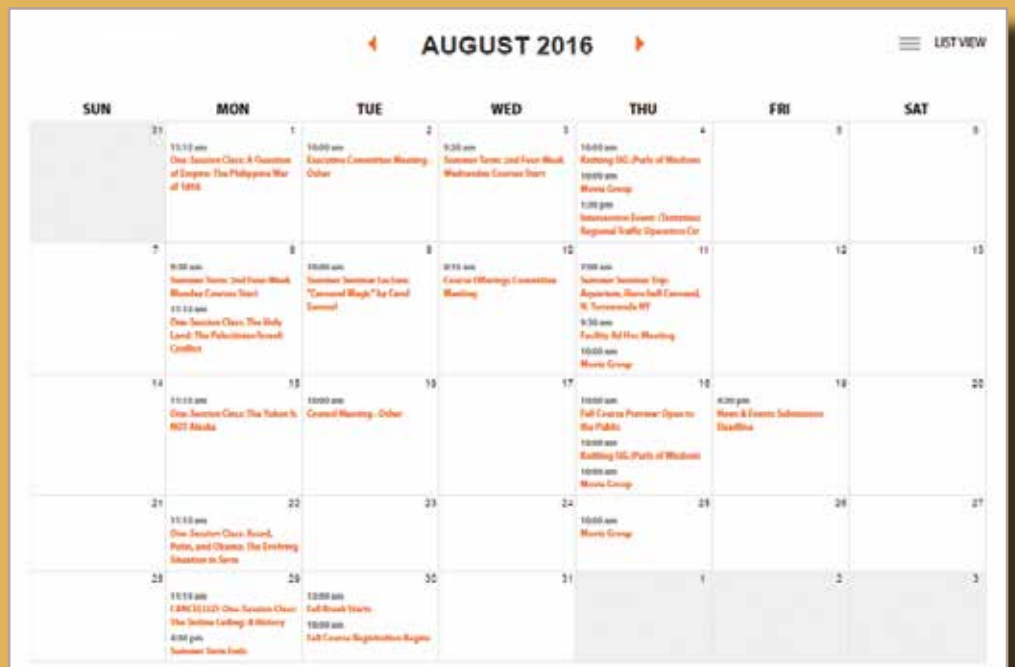 AUGUST 2016
LIST VIEW
SUN MON TUE WED THU FRI SAT
31 1 2 3 4 5 6
11:15 am
One-Session Class: A Question
of Empire: The Philippine War
of 1898
10:00 am
Executive Committee Meeting -
Osher
9:30 am
Summer Term: 2nd Four-Week
Wednesday Courses Start
10:00 am
Knitting SIG (Purls of Wisdom)
10:00 am
Movie Group
1:30 pm
Intersession Event: (Tentative)
Regional Traffic Operations Ctr
7 8 9 10 11 12 13
9:30 am
Summer Term: 2nd Four-Week
Monday Courses Start
11:15 am
One-Session Class: The Holy
Land: The Palestinian/Israeli
Conflict
10:00 am
Summer Seminar Lecture:
"Carousel Magic" by Carol
9:15 am
Course Offerings Committee
Meeting
7:00 am
Summer Seminar Trip:
Aquarium, Herschell Carousel,
N. Tonawanda NY
9:30 am
Facility Ad Hoc Meeting
10:00 am
Movie Group
14 15 16 17 18 19 20
11:15 am
One-Session Class: The Yukon Is
NOT Alaska
10:00 am
Council Meeting - Osher
10:00 am
Fall Course Preview: Open to
the Public
10:00 am
Knitting SIG (Purls of Wisdom)
10:00 am
Movie Group
4:30 pm
News & Events Submission
Deadline
21 22 23 24 25 26 27
11:15 am
One-Session Class: Assad,
Putin, and Obama: The Evolving
Situation in Syria
10:00 am
Movie Group
28 29 30 31 1 2 3
11:15 am
CANCELLED: One-Session Class:
The Sistine Ceiling: A History
4:00 pm
Summer Term Ends
Fall Break Starts
10:00 am
Fall Course Registration Begins